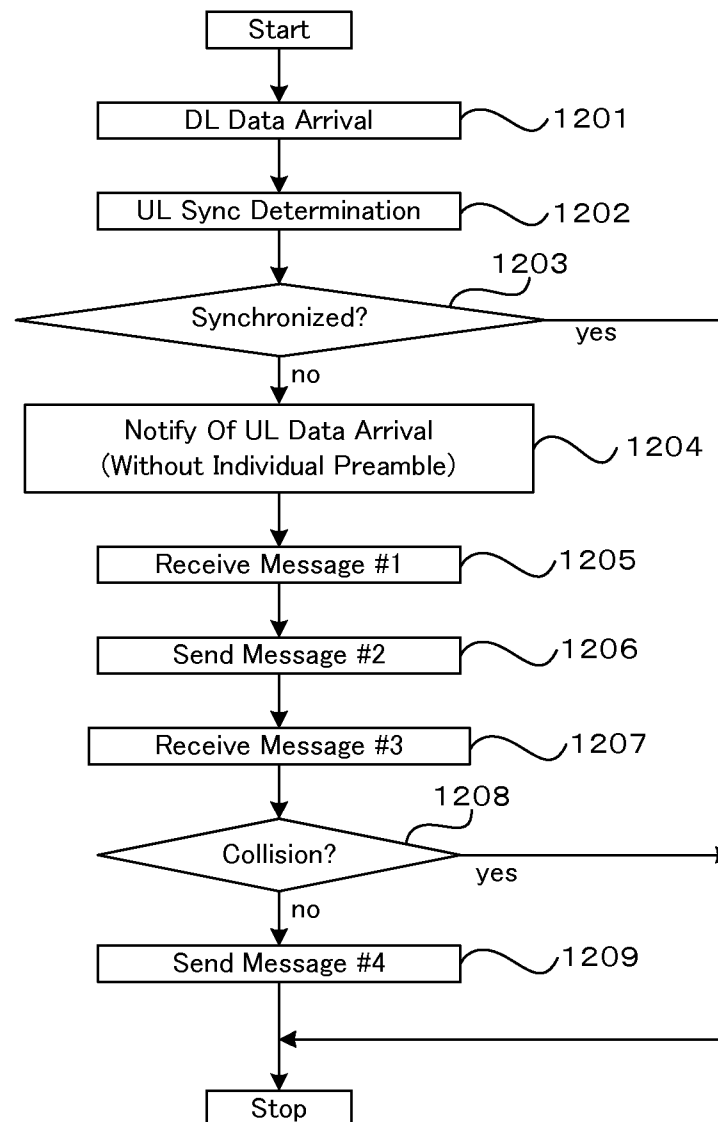 Start
DL Data Arrival
1201
UL Sync Determination
1202
1203
Synchronized?
yes
no
Notify Of UL Data Arrival
(Without Individual Preamble)
1204
Receive Message #1
1205
Send Message #2
1206
Receive Message #3
1207
1208
Collision?
yes
no
Send Message #4
1209
Stop